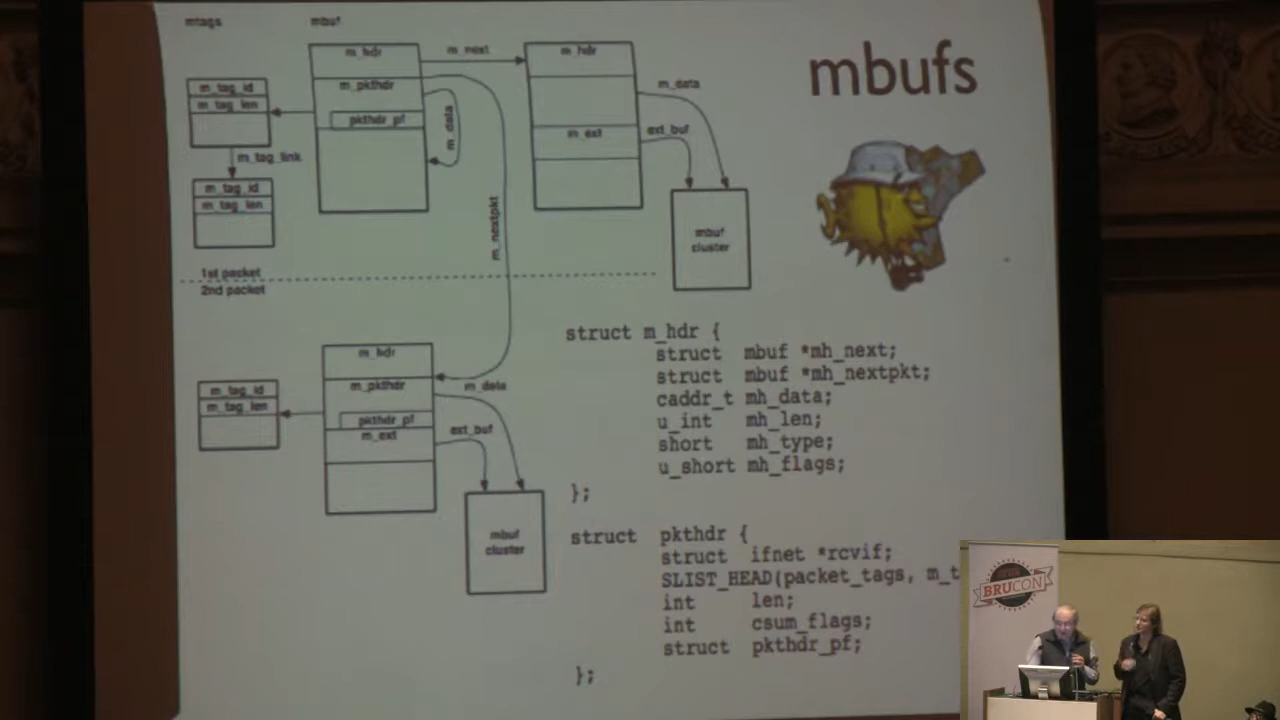 mtags mbuf
mbufs
m_hdr
m_next
m_hdr
m_tag_id
m_tag_len
m_pkthdr
pkthdr_pf
m_data
m_data
m_ext
ext_buf
m_tag_link
m_tag_id
m_tag_len
m_nextpkt
mbuf
cluster
1st packet
2nd packet
m_hdr
m_tag_id
m_tag_len
m_pkthdr
pkthdr_pf
m_ext
m_data
ext_buf
mbuf
cluster
struct m_hdr {
struct mbuf *mh_next;
struct mbuf *mh_nextpkt;
caddr_t mh_data;
u_int mh_len;
short mh_type;
u_short mh_flags;
};
struct pkthdr {
struct ifnet *rcvif;
SLIST_HEAD(packet_tags, m_t
int len;
int csum_flags;
struct pkthdr_pf;
};
BRUCON